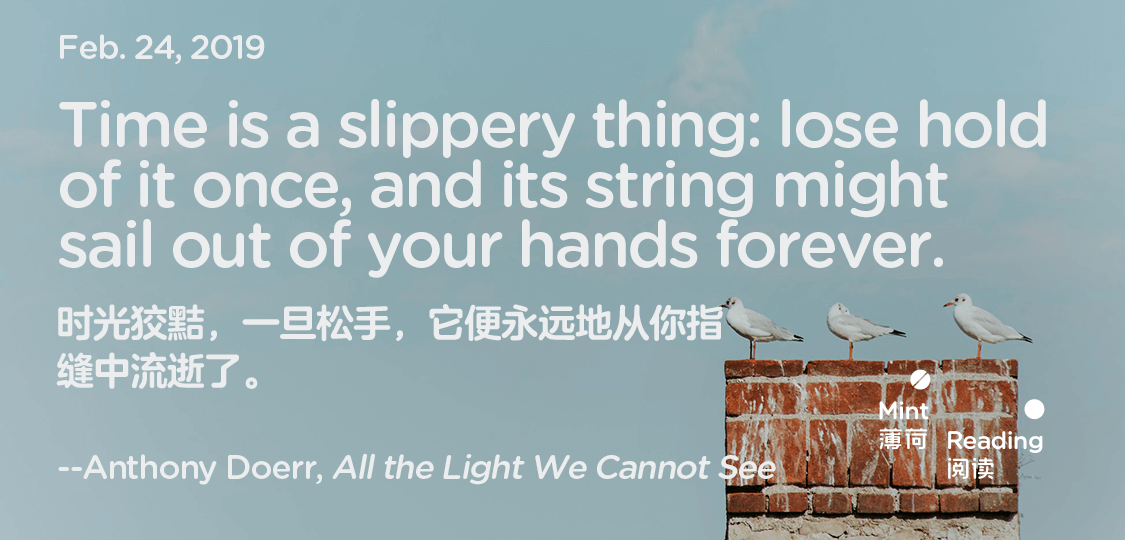 Feb. 24, 2019
Time is a slippery thing: lose hold
of it once, and its string might
sail out of your hands forever.
时光狡黠，一旦松手，它便永远地从你指
缝中流逝了。
--Anthony Doerr, All the Light We Cannot See
Mint
薄荷
Reading
阅读